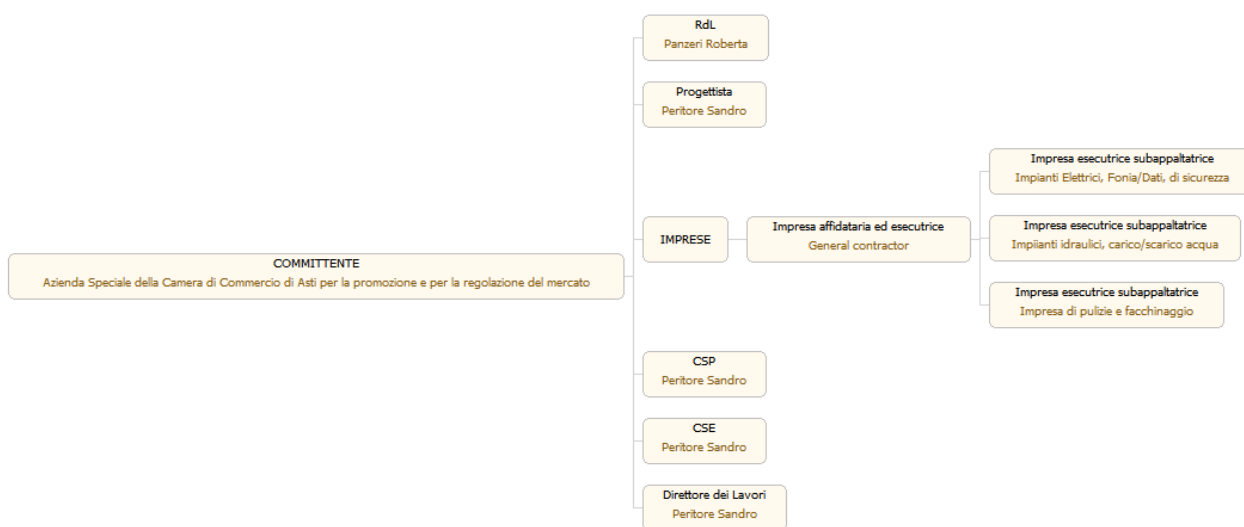 RdL
Panzeri Roberta
Progettista
Peritore Sandro
Impresa esecutrice subappaltatrice
Impianti Elettrici, Fonia/Dati, di sicurezza
IMPRESE
Impresa affidataria ed esecutrice
General contractor
Impresa esecutrice subappaltatrice
Impiianti idraulici, carico/scarico acqua
COMMITTENTE
Azienda Speciale della Camera di Commercio di Asti per la promozione e per la regolazione del mercato
Impresa esecutrice subappaltatrice
Impresa di pulizie e facchinaggio
CSP
Peritore Sandro
CSE
Peritore Sandro
Direttore dei Lavori
Peritore Sandro